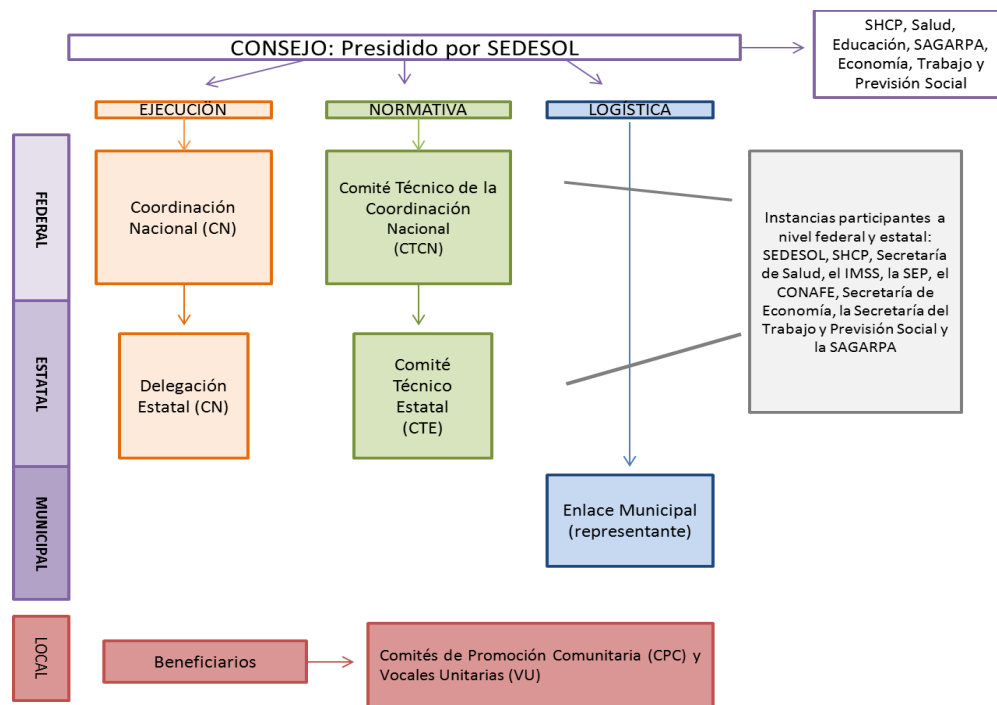 CONSEJO: Presidido por SEDESOL
SHCP, Salud,
Educación, SAGARPA,
Economía, Trabajo y
Previsión Social
EJECUCIÖN
NORMATIVA
LOGÍSTICA
FEDERAL
Coordinación
Nacional (CN)
Comité Técnico de la
Coordinación
Nacional
(CTCN)
Instancias participantes a
nivel federal y estatal:
SEDESOL, SHCP, Secretaría
de Salud, el IMSS, la SEP, el
CONAFE, Secretaría de
Economía, la Secretaría del
Trabajo y Previsión Social y
la SAGARPA
ESTATAL
Delegación
Estatal (CN)
Comité
Técnico
Estatal
(CTE)
MUNICIPAL
Enlace Municipal
(representante)
LOCAL
Beneficiarios
Comités de Promoción Comunitaria (CPC) y
Vocales Unitarias (VU)